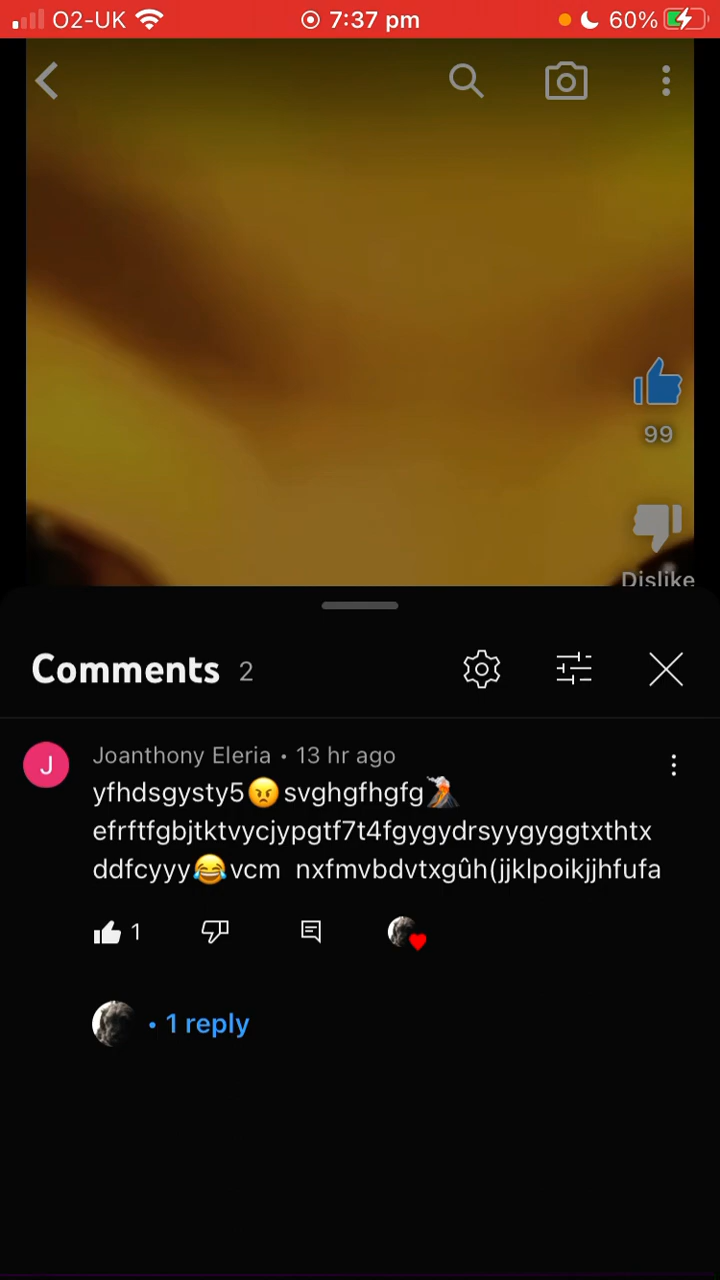 O2-UK 7:37 pm 60%
99
Dislike
Comments 2
J Joanthony Eleria • 13 hr ago
yfhdsgysty5😠svghgfhgfg🌋
efrftfgbjtktvycjypgtf7t4fgygydrsyygyggtxthtx
ddfcyyy😂vcm nxfmvbdvtxgûh(jjklpoikjjhfufa
1
• 1 reply